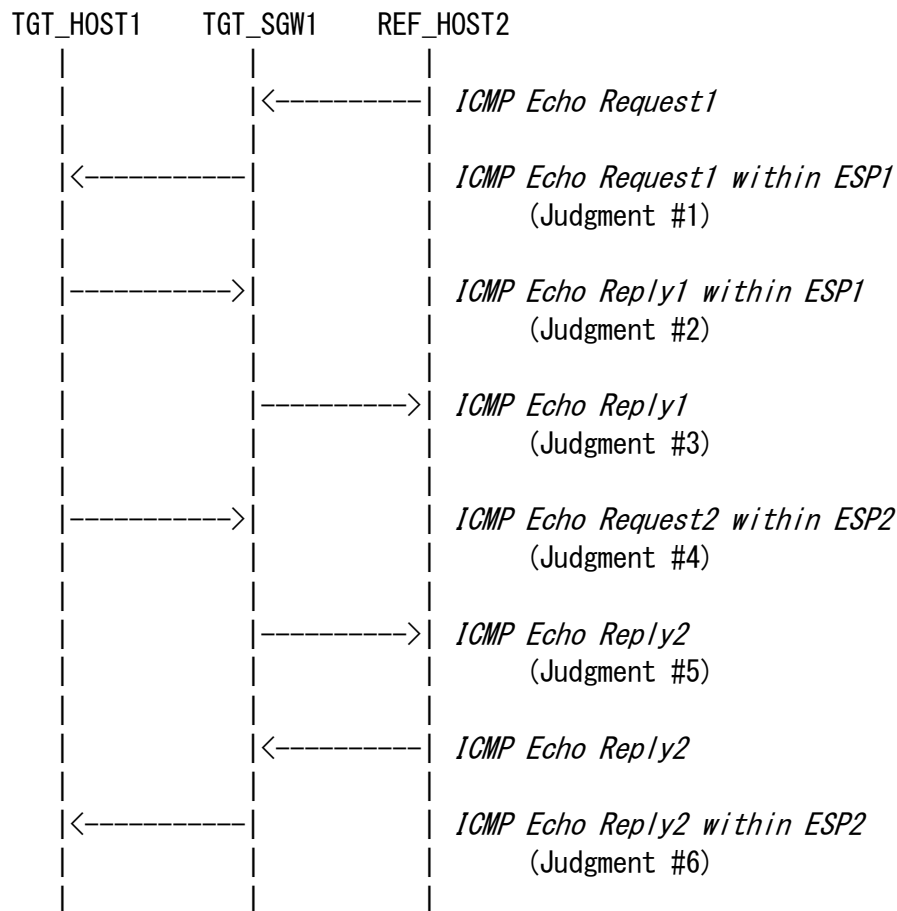 TGT_HOST1 TGT_SGW1 REF_HOST2
ICMP Echo Request1
ICMP Echo Request1 within ESP1
(Judgment #1)
ICMP Echo Reply1 within ESP1
(Judgment #2)
ICMP Echo Reply1
(Judgment #3)
ICMP Echo Request2 within ESP2
(Judgment #4)
ICMP Echo Reply2
(Judgment #5)
ICMP Echo Reply2
ICMP Echo Reply2 within ESP2
(Judgment #6)